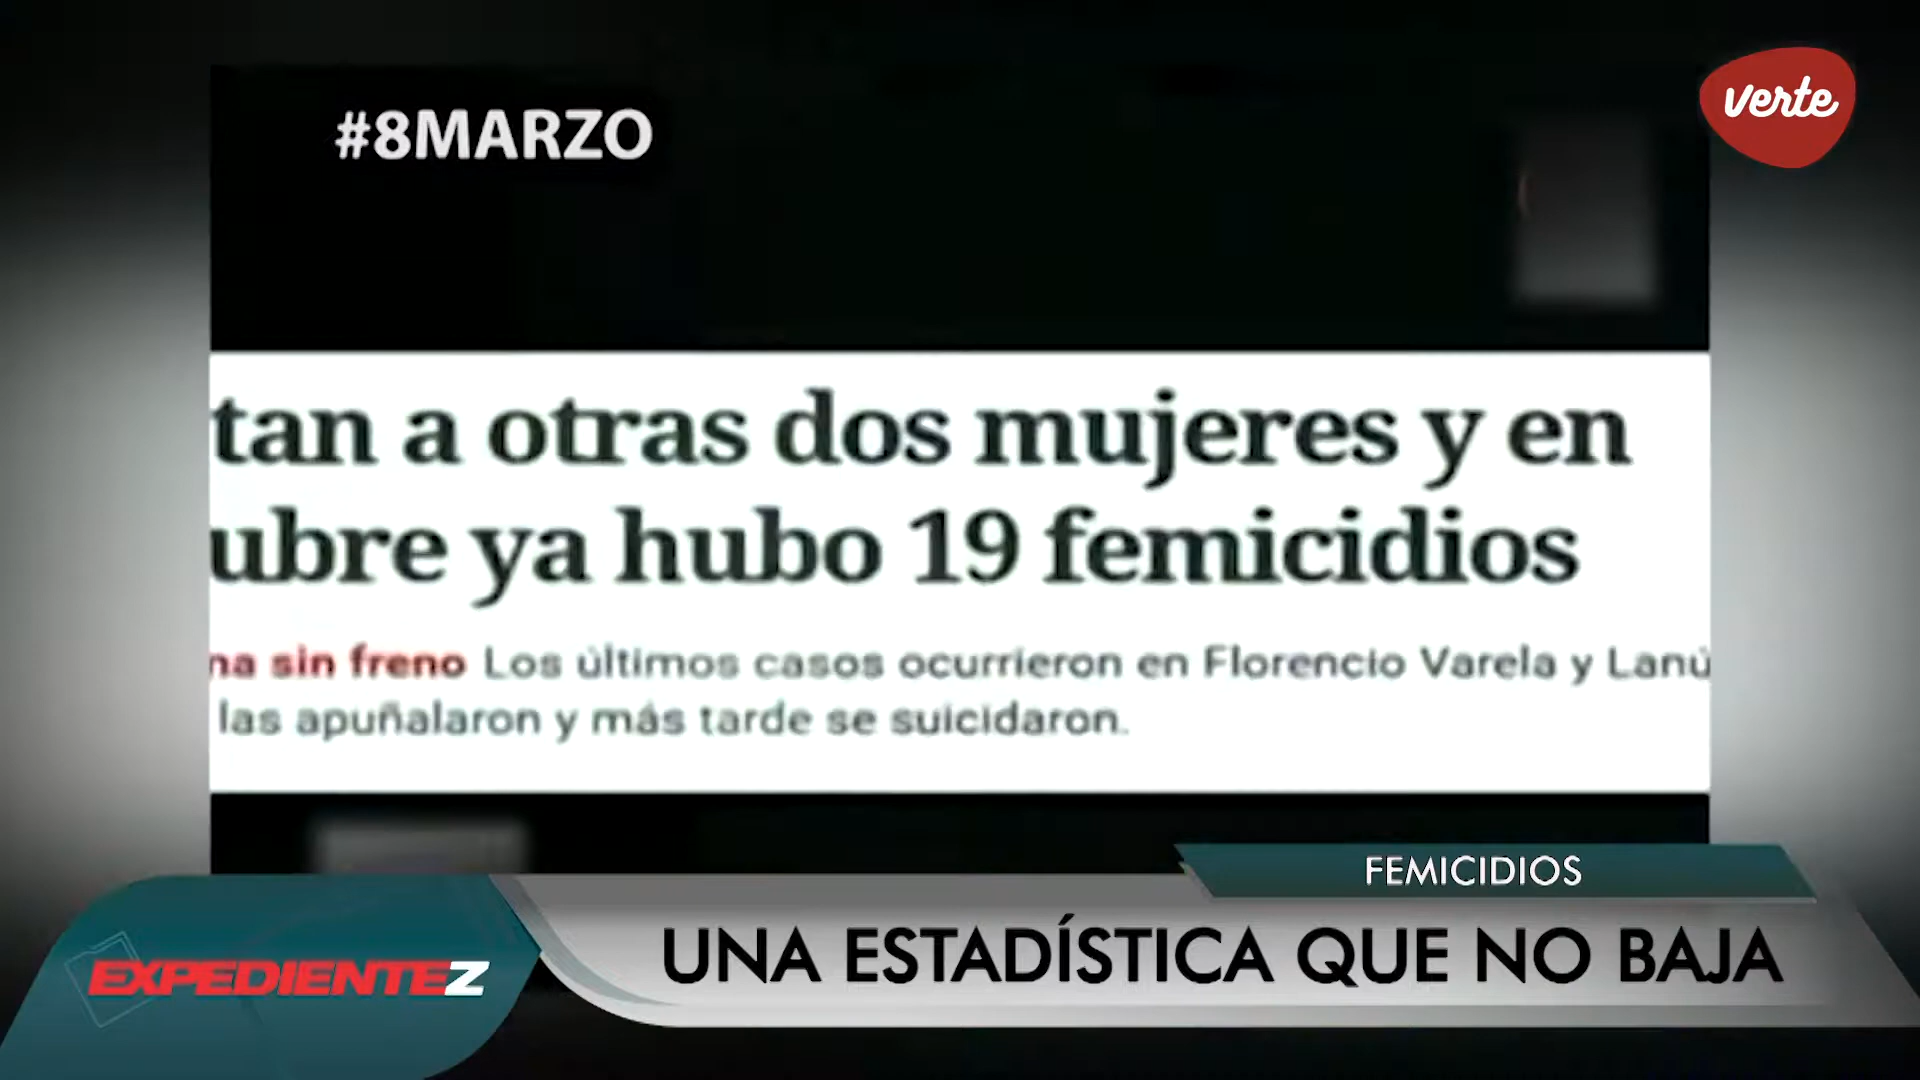 verte
#8MARZO
tan a otras dos mujeres y en
ubre ya hubo 19 femicidios
na sin freno Los últimos casos ocurrieron en Florencio Varela y Lanú
las apuñalaron y más tarde se suicidaron.
FEMICIDIOS
UNA ESTADÍSTICA QUE NO BAJA
EXPEDIENTEZ